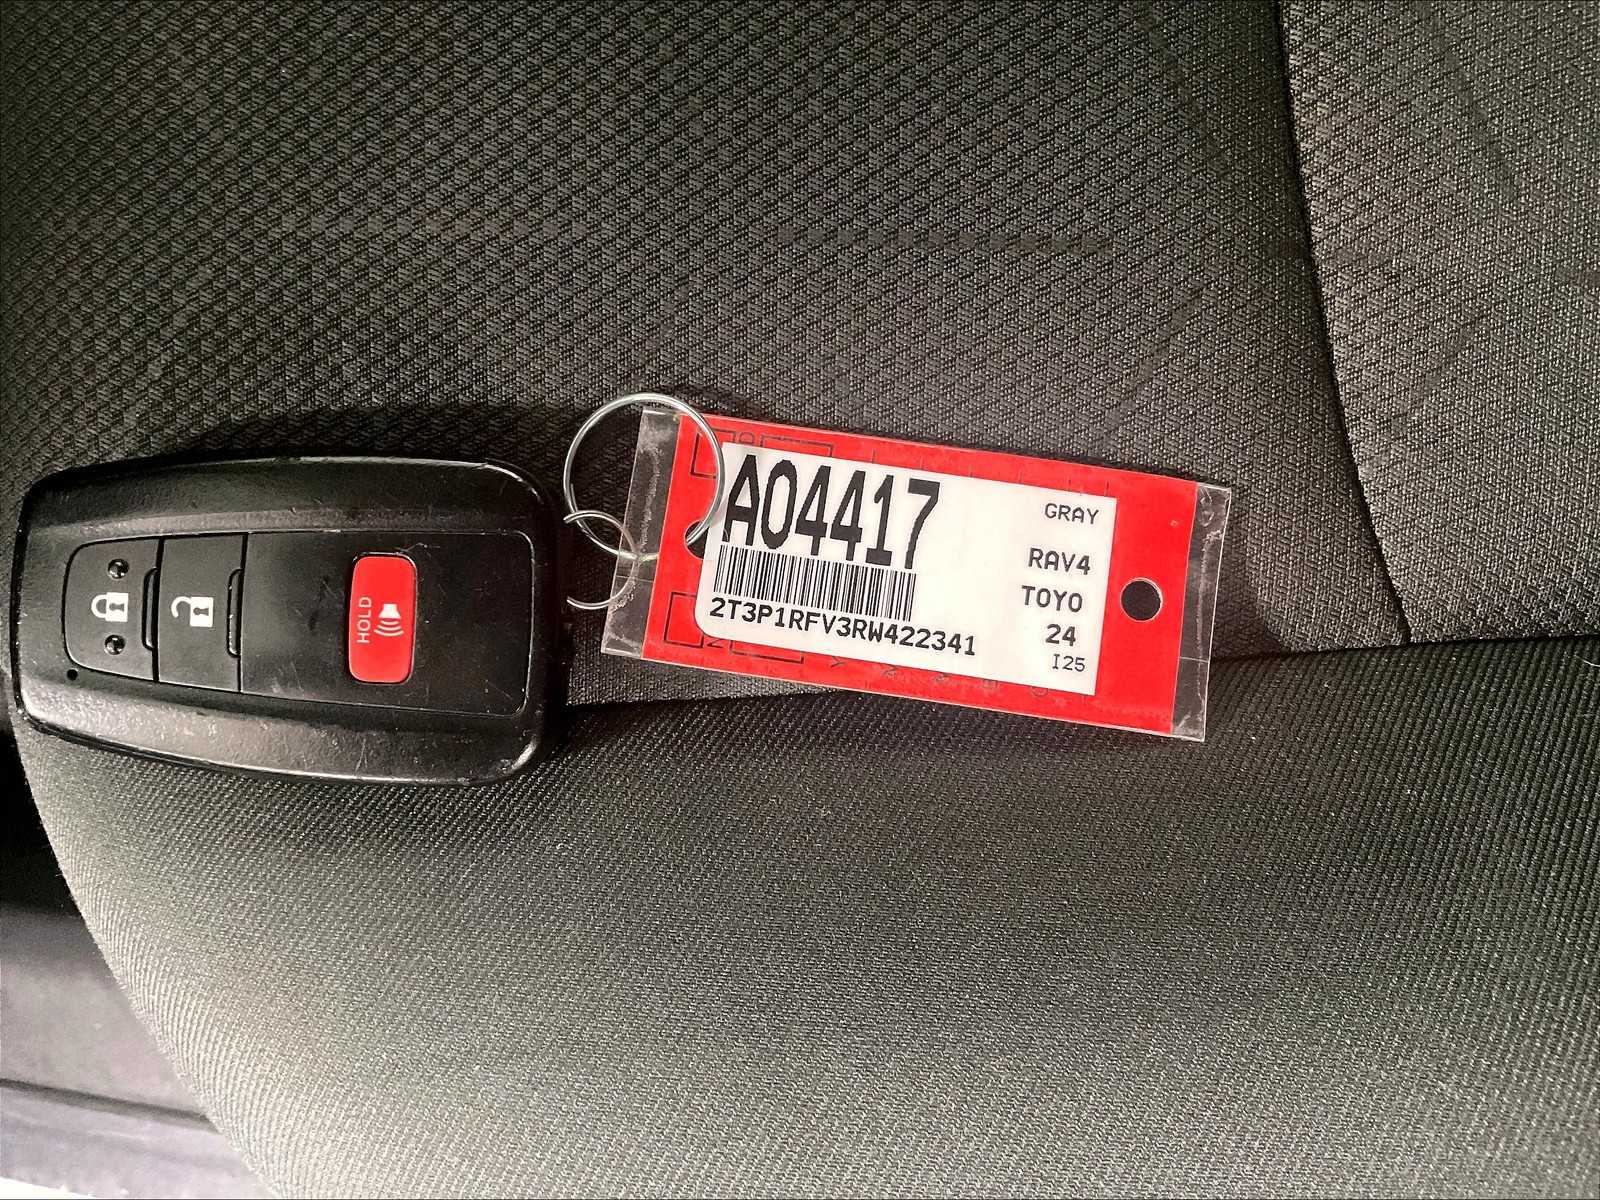 HOLD
A04417
2T3P1RFV3RW422341
GRAY
RAV4
TOYO
24
I25